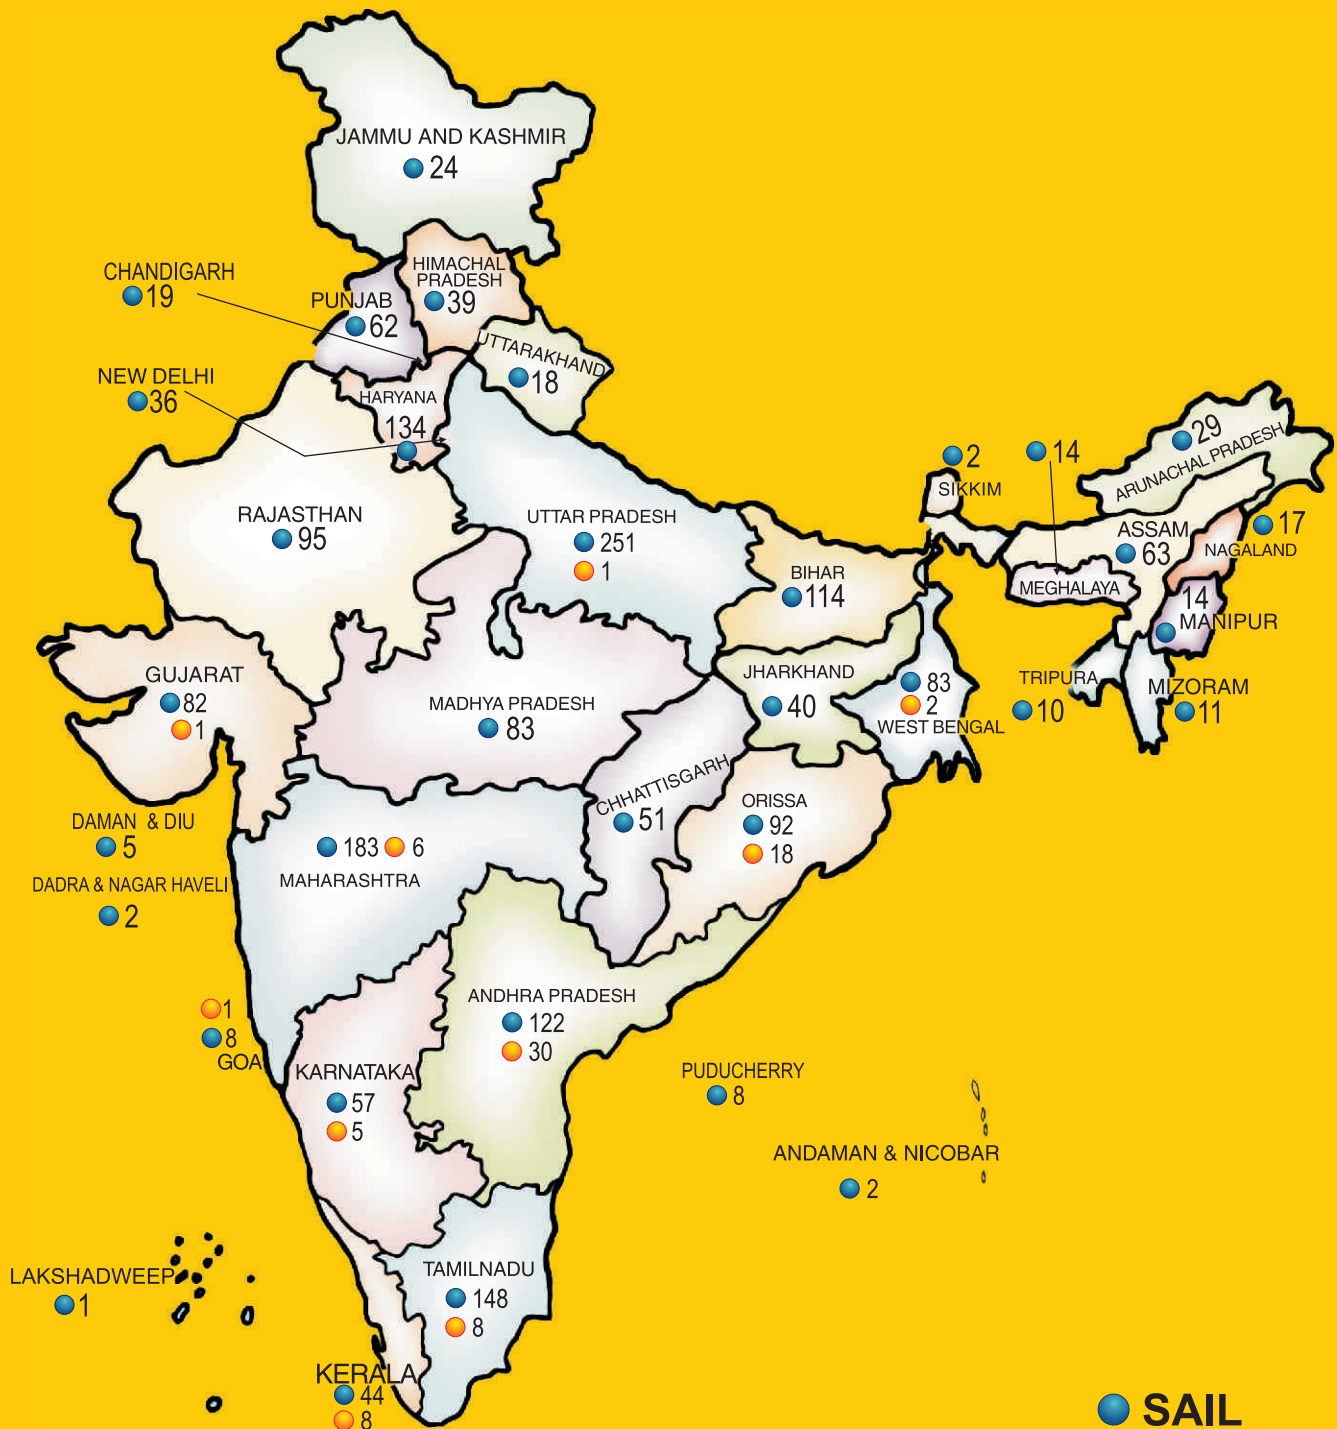 JAMMU AND KASHMIR
24
CHANDIGARH
19
HIMACHAL
PRADESH
39
PUNJAB
62
UTTARAKHAND
18
NEW DELHI
36
HARYANA
134
29
ARUNACHAL PRADESH
2
SIKKIM
14
RAJASTHAN
95
UTTAR PRADESH
251
1
ASSAM
63
17
NAGALAND
BIHAR
114
MEGHALAYA
14
MANIPUR
GUJARAT
82
1
MADHYA PRADESH
83
JHARKHAND
40
83
2
WEST BENGAL
TRIPURA
10
MIZORAM
11
CHHATTISGARH
51
ORISSA
92
18
DAMAN & DIU
5
183 6
MAHARASHTRA
DADRA & NAGAR HAVELI
2
1
8
GOA
ANDHRA PRADESH
122
30
KARNATAKA
57
5
PUDUCHERRY
8
ANDAMAN & NICOBAR
2
LAKSHADWEEP
1
TAMILNADU
148
8
KERALA
44
8
SAIL